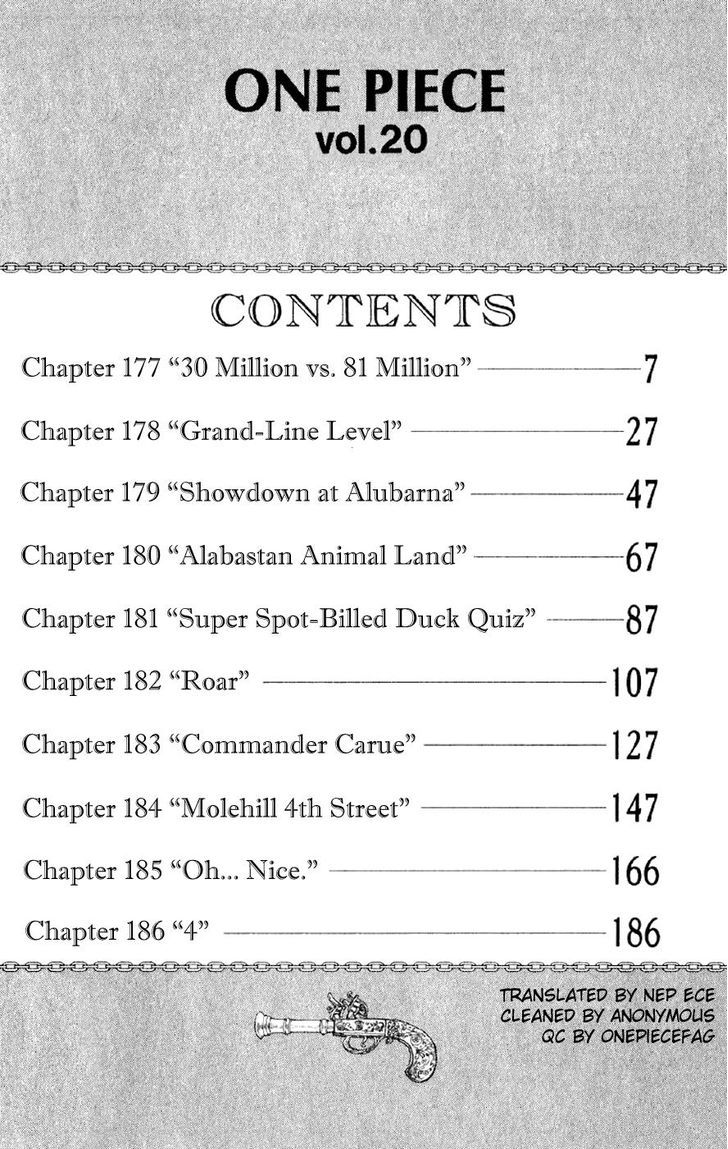 ONE PIECE
vol.20
CONTENTS
Chapter 177 “30 Million vs. 81 Million” 7
Chapter 178 “Grand-Line Level” 27
Chapter 179 “Showdown at Alubarna” 47
Chapter 180 “Alabastan Animal Land” 67
Chapter 181 “Super Spot-Billed Duck Quiz” 87
Chapter 182 “Roar” 107
Chapter 183 “Commander Carue” 127
Chapter 184 “Molehill 4th Street” 147
Chapter 185 “Oh... Nice.” 166
Chapter 186 “4” 186
TRANSLATED BY NEP ECE
CLEANED BY ANONYMOUS
QC BY ONEPIECEFAG